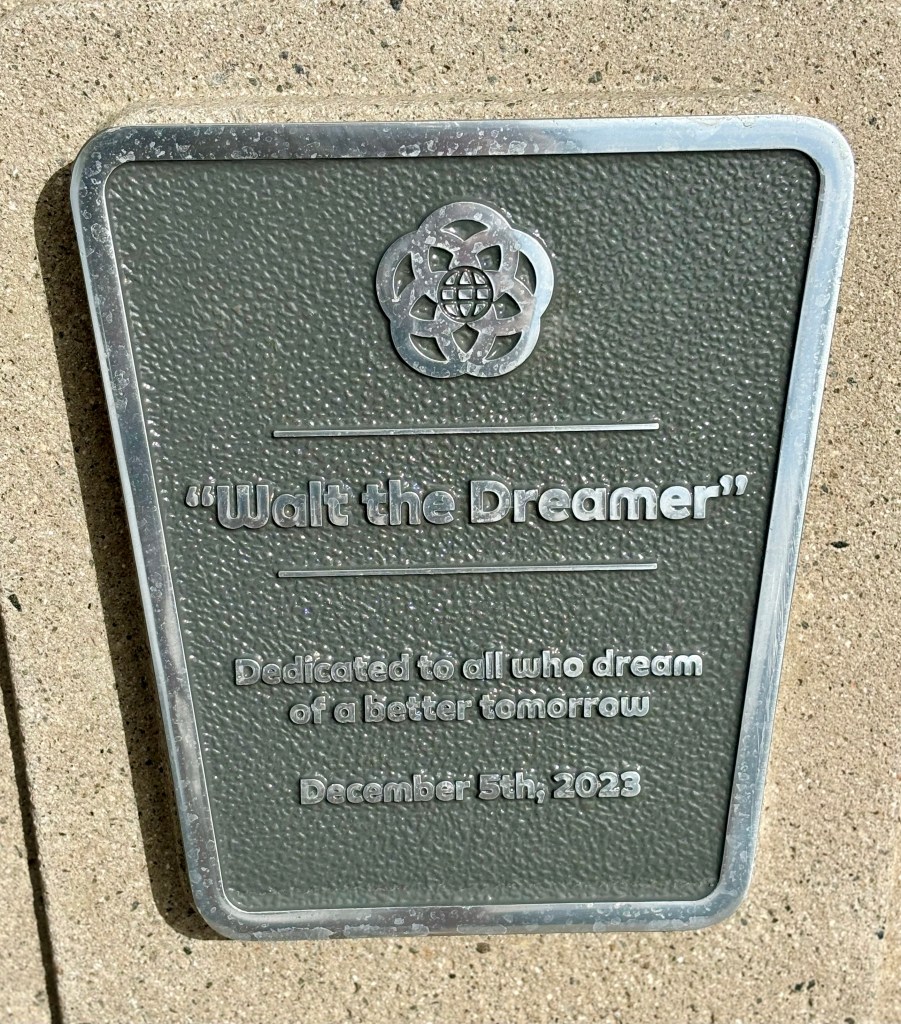 “Walt the Dreamer”
Dedicated to all who dream
of a better tomorrow
December 5th, 2023